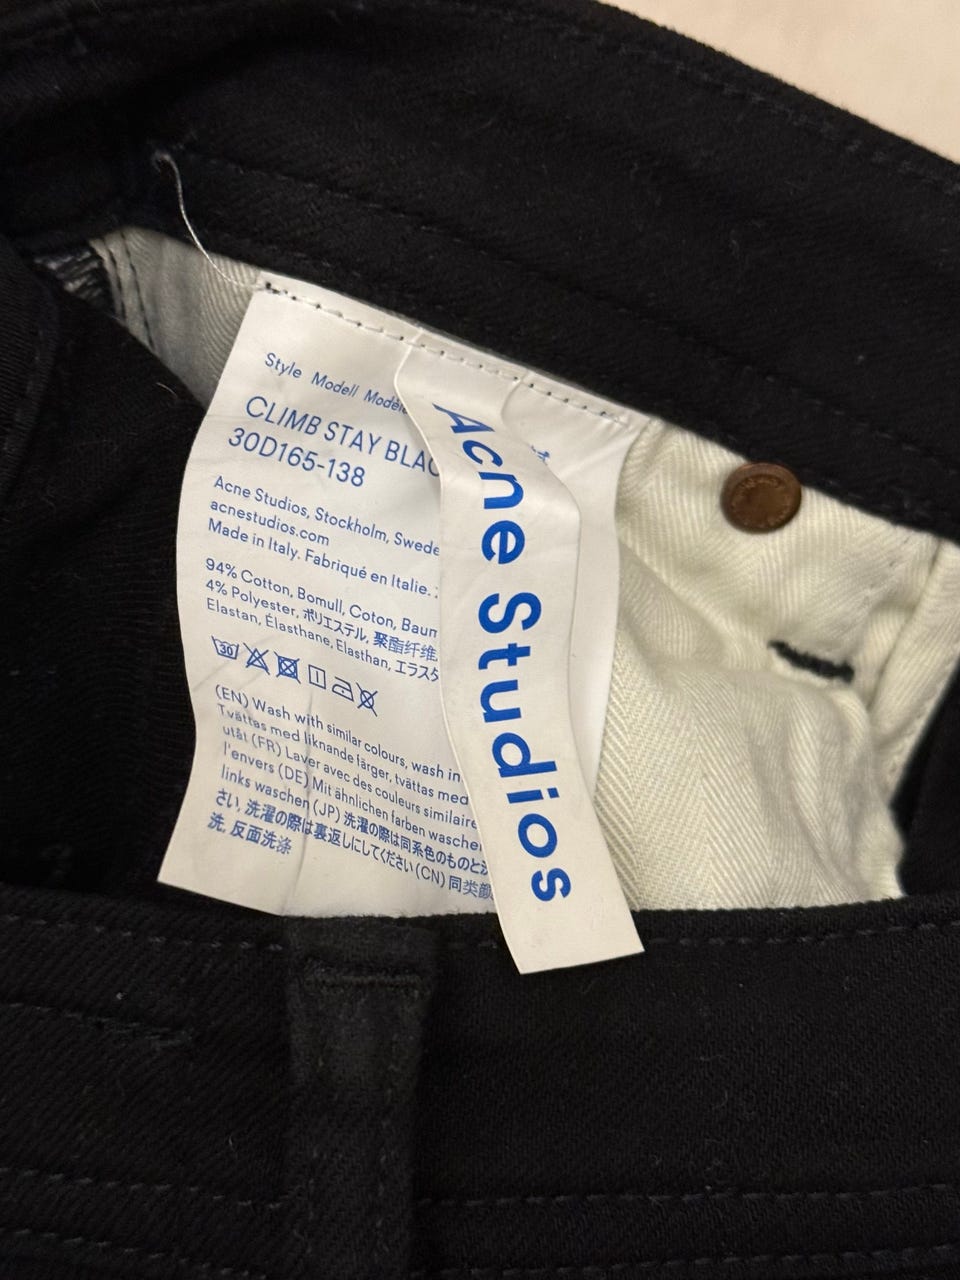 Style Modell Modèle
CLIMB STAY BLAC
30D165-138
Acne Studios, Stockholm, Swede
acnestudios.com
Made in Italy. Fabriqué en Italie.
94% Cotton, Bomull, Coton, Baum
4% Polyester, ポリエステル, 聚酯纤维
Elastan, Élasthane, Elasthan, エラスタ
30
(EN) Wash with similar colours, wash in
Tvättas med liknande färger, tvättas med
utåt (FR) Laver avec des couleurs similaire
l'envers (DE) Mit ähnlichen farben waschen
links waschen (JP) 洗濯の際は同系色のものと
さい, 洗濯の際は裏返しにしてください (CN) 同类颜
洗, 反面洗涤
Acne Studios